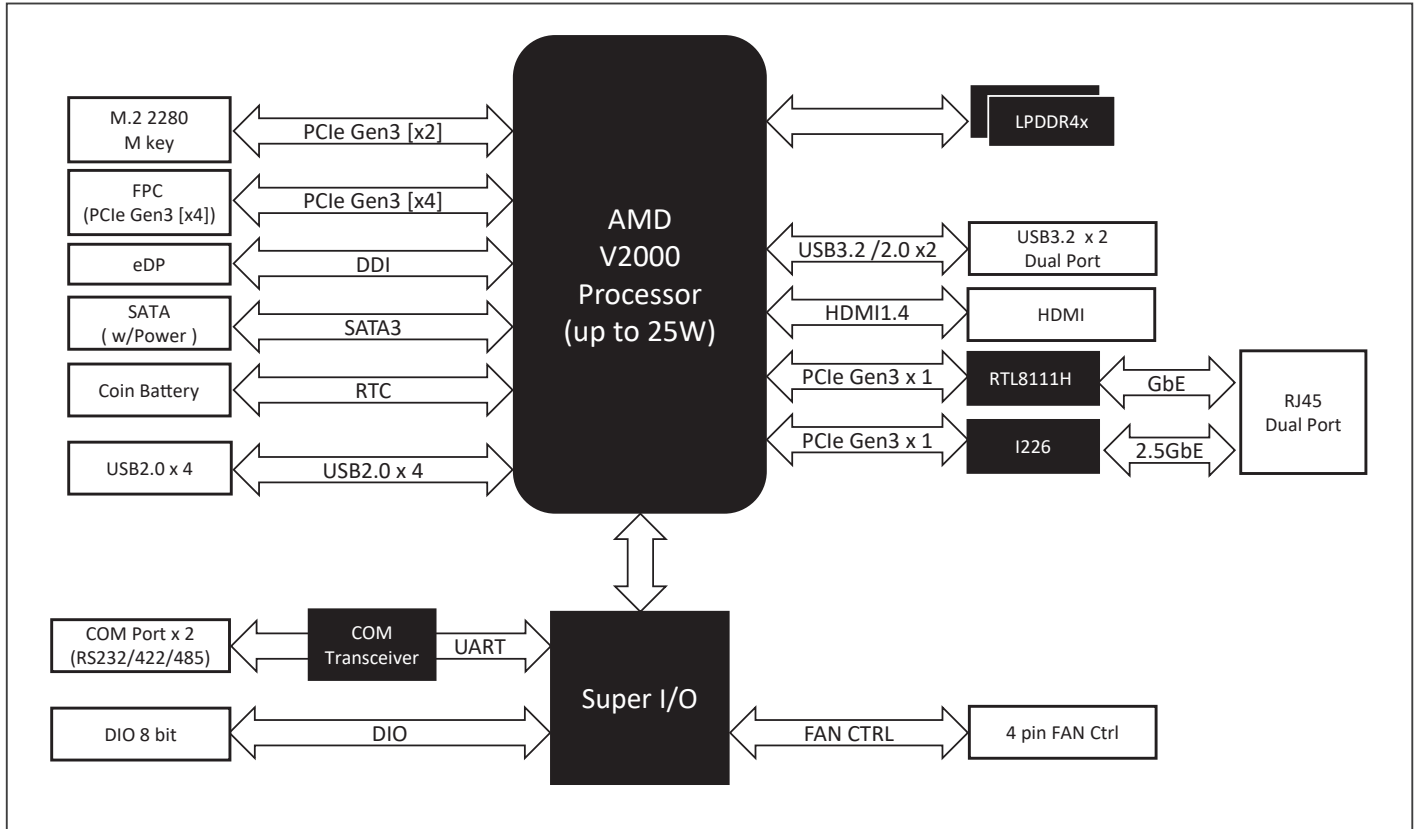 M.2 2280
M key
PCIe Gen3 [x2]
FPC
(PCIe Gen3 [x4])
PCIe Gen3 [x4]
eDP
DDI
SATA
( w/Power )
SATA3
Coin Battery
RTC
USB2.0 x 4
USB2.0 x 4
AMD
V2000
Processor
(up to 25W)
LPDDR4x
USB3.2 /2.0 x2
USB3.2 x 2
Dual Port
HDMI1.4
HDMI
PCIe Gen3 x 1
RTL8111H
GbE
PCIe Gen3 x 1
I226
2.5GbE
RJ45
Dual Port
COM Port x 2
(RS232/422/485)
COM
Transceiver
UART
DIO 8 bit
DIO
Super I/O
FAN CTRL
4 pin FAN Ctrl